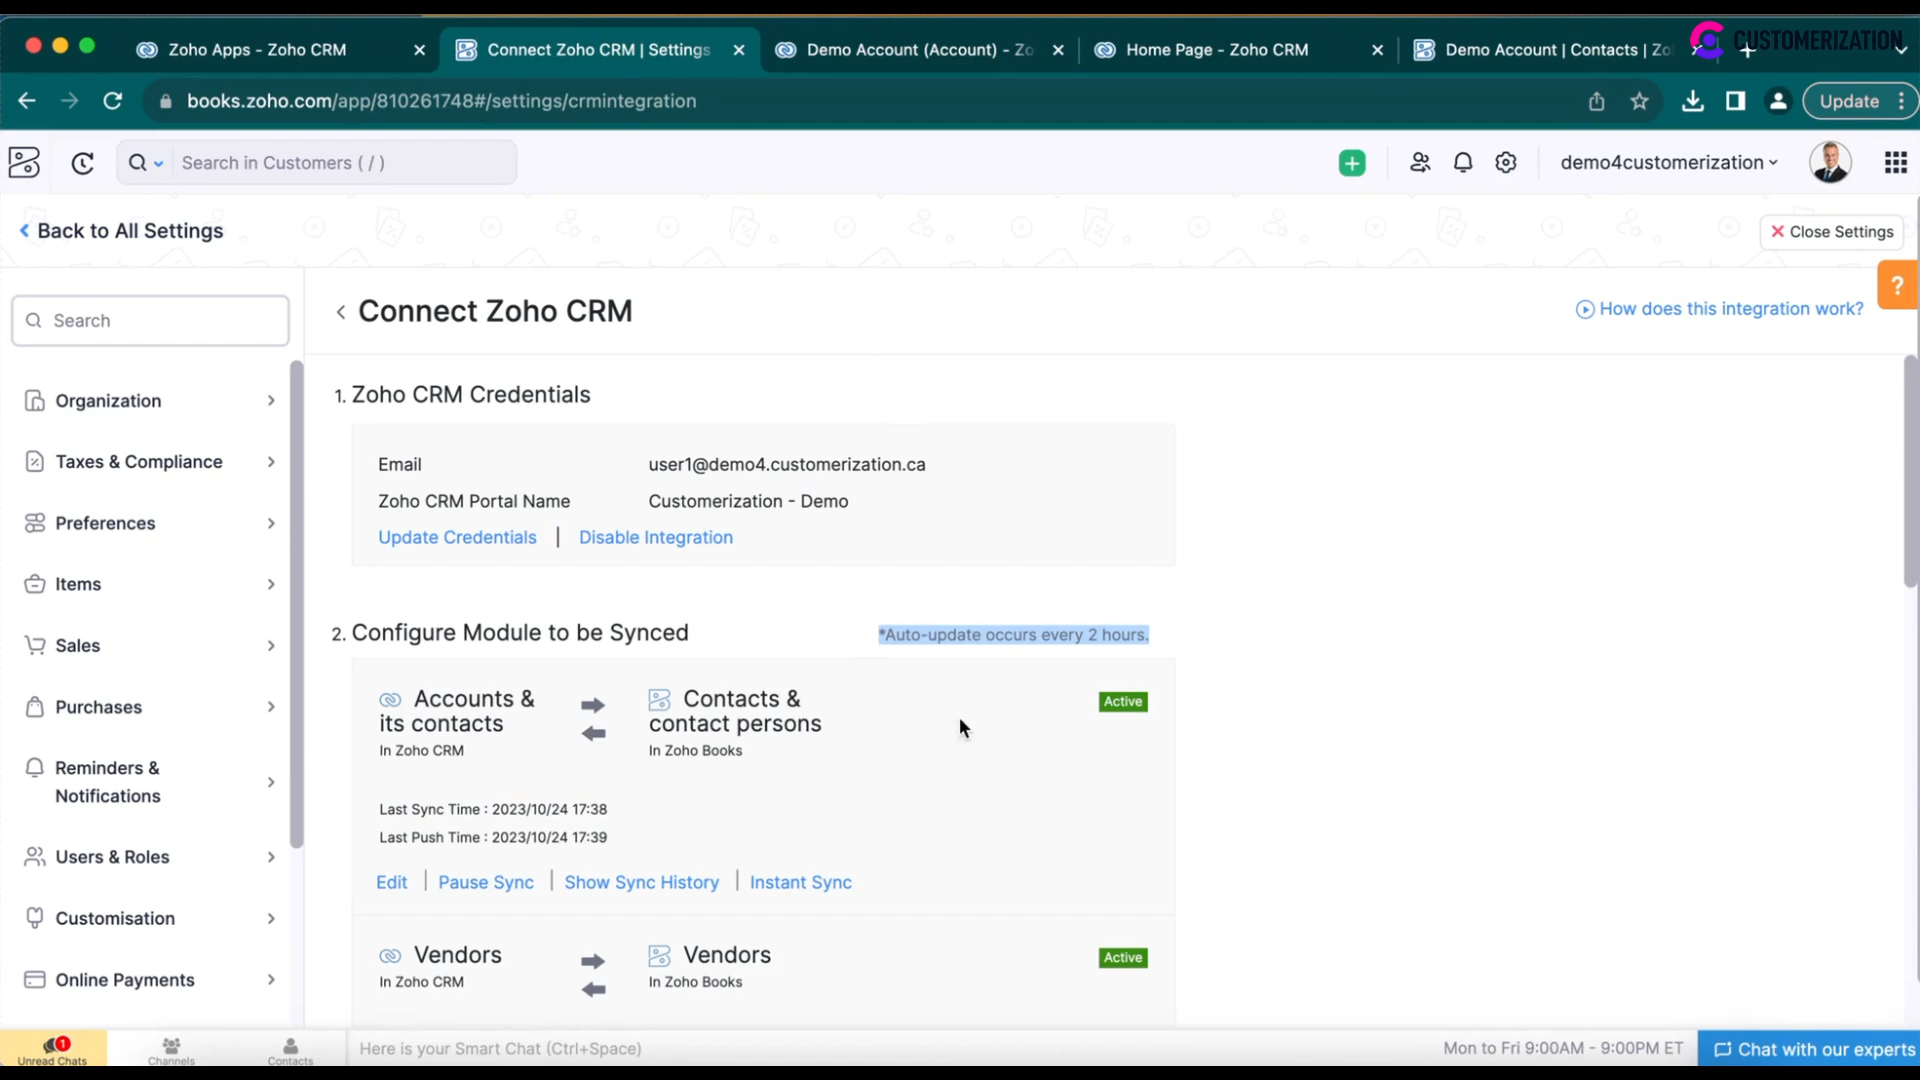 Zoho Apps - Zoho CRM
Connect Zoho CRM | Settings
Demo Account (Account) - Zo
Home Page - Zoho CRM
Demo Account | Contacts | Zo
CUSTOMERIZATION
books.zoho.com/app/810261748#/settings/crmintegration
Update
Search in Customers ( / )
demo4customerization
Back to All Settings
Close Settings
Search
Connect Zoho CRM
How does this integration work?
?
Organization
Taxes & Compliance
Preferences
Items
Sales
Purchases
Reminders &
Notifications
Users & Roles
Customisation
Online Payments
1. Zoho CRM Credentials
Email
user1@demo4.customerization.ca
Zoho CRM Portal Name
Customerization - Demo
Update Credentials | Disable Integration
2. Configure Module to be Synced
*Auto-update occurs every 2 hours.
Accounts &
its contacts
In Zoho CRM
Contacts &
contact persons
In Zoho Books
Active
Last Sync Time : 2023/10/24 17:38
Last Push Time : 2023/10/24 17:39
Edit | Pause Sync | Show Sync History | Instant Sync
Vendors
In Zoho CRM
Vendors
In Zoho Books
Active
1
Unread Chats
Channels
Contacts
Here is your Smart Chat (Ctrl+Space)
Mon to Fri 9:00AM - 9:00PM ET
Chat with our experts